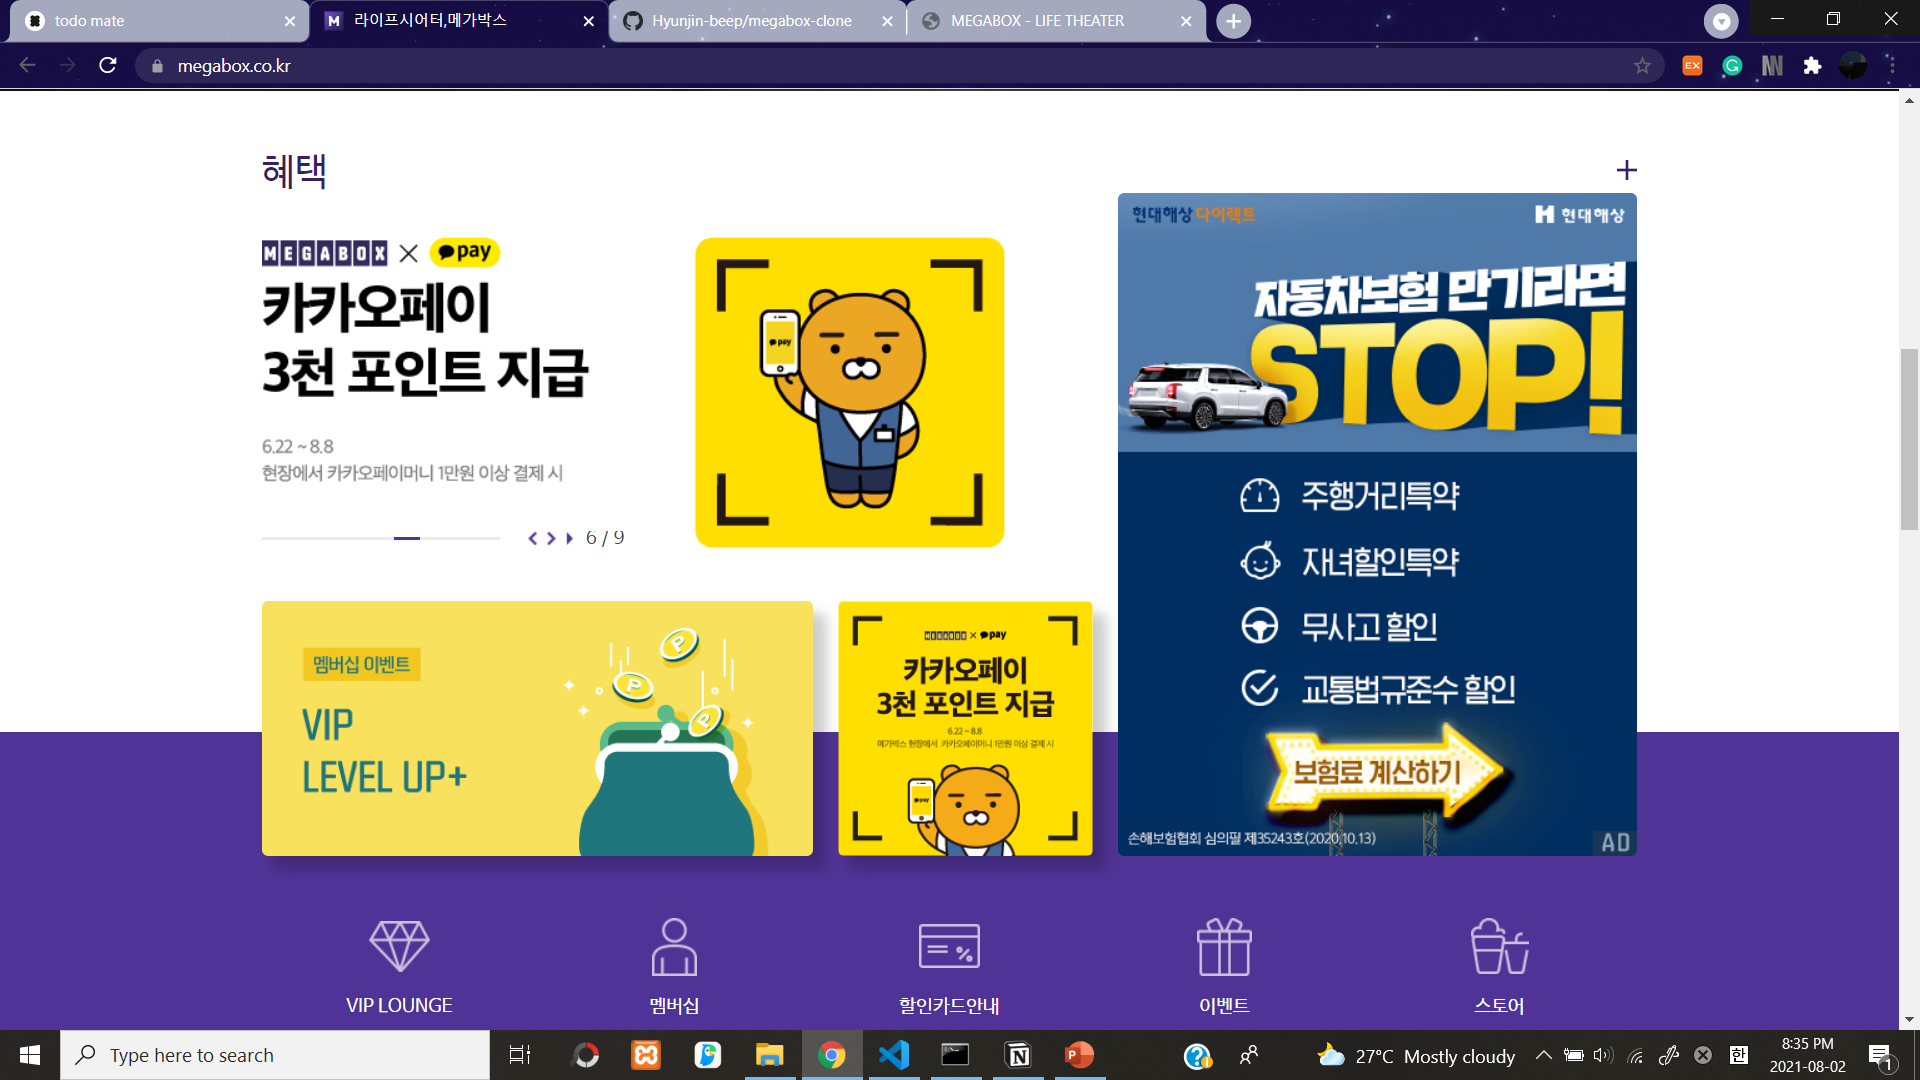 todo mate
라이프시어터,메가박스
Hyunjin-beep/megabox-clone
MEGABOX - LIFE THEATER
megabox.co.kr
EX
혜택
MEGABOX × pay
카카오페이
3천 포인트 지급
6.22 ~ 8.8
현장에서 카카오페이머니 1만원 이상 결제 시
6 / 9
pay
현대해상 다이렉트
현대해상
자동차보험 만기라면
STOP!
주행거리특약
자녀할인특약
무사고 할인
교통법규준수 할인
보험료 계산하기
손해보험협회 심의필 제35243호(2020.10.13)
AD
멤버십 이벤트
VIP
LEVEL UP+
P
P
P
MEGABOX × pay
카카오페이
3천 포인트 지급
6.22 ~ 8.8
메가박스 현장에서 카카오페이머니 1만원 이상 결제 시
pay
VIP LOUNGE
멤버십
할인카드안내
이벤트
스토어
Type here to search
27°C Mostly cloudy
한
8:35 PM
2021-08-02
1